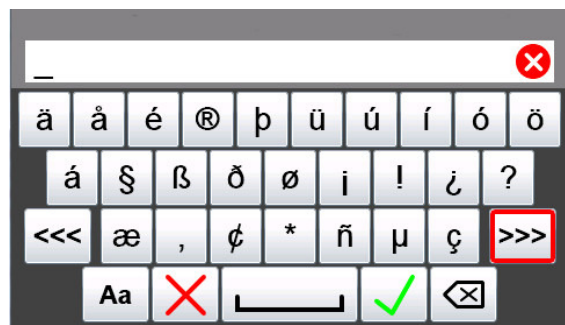 _
ä å é ® þ ü ú í ó ö
á § ß ð ø ¡ ! ¿ ?
<<< æ , ¢ * ñ µ ç >>>
Aa